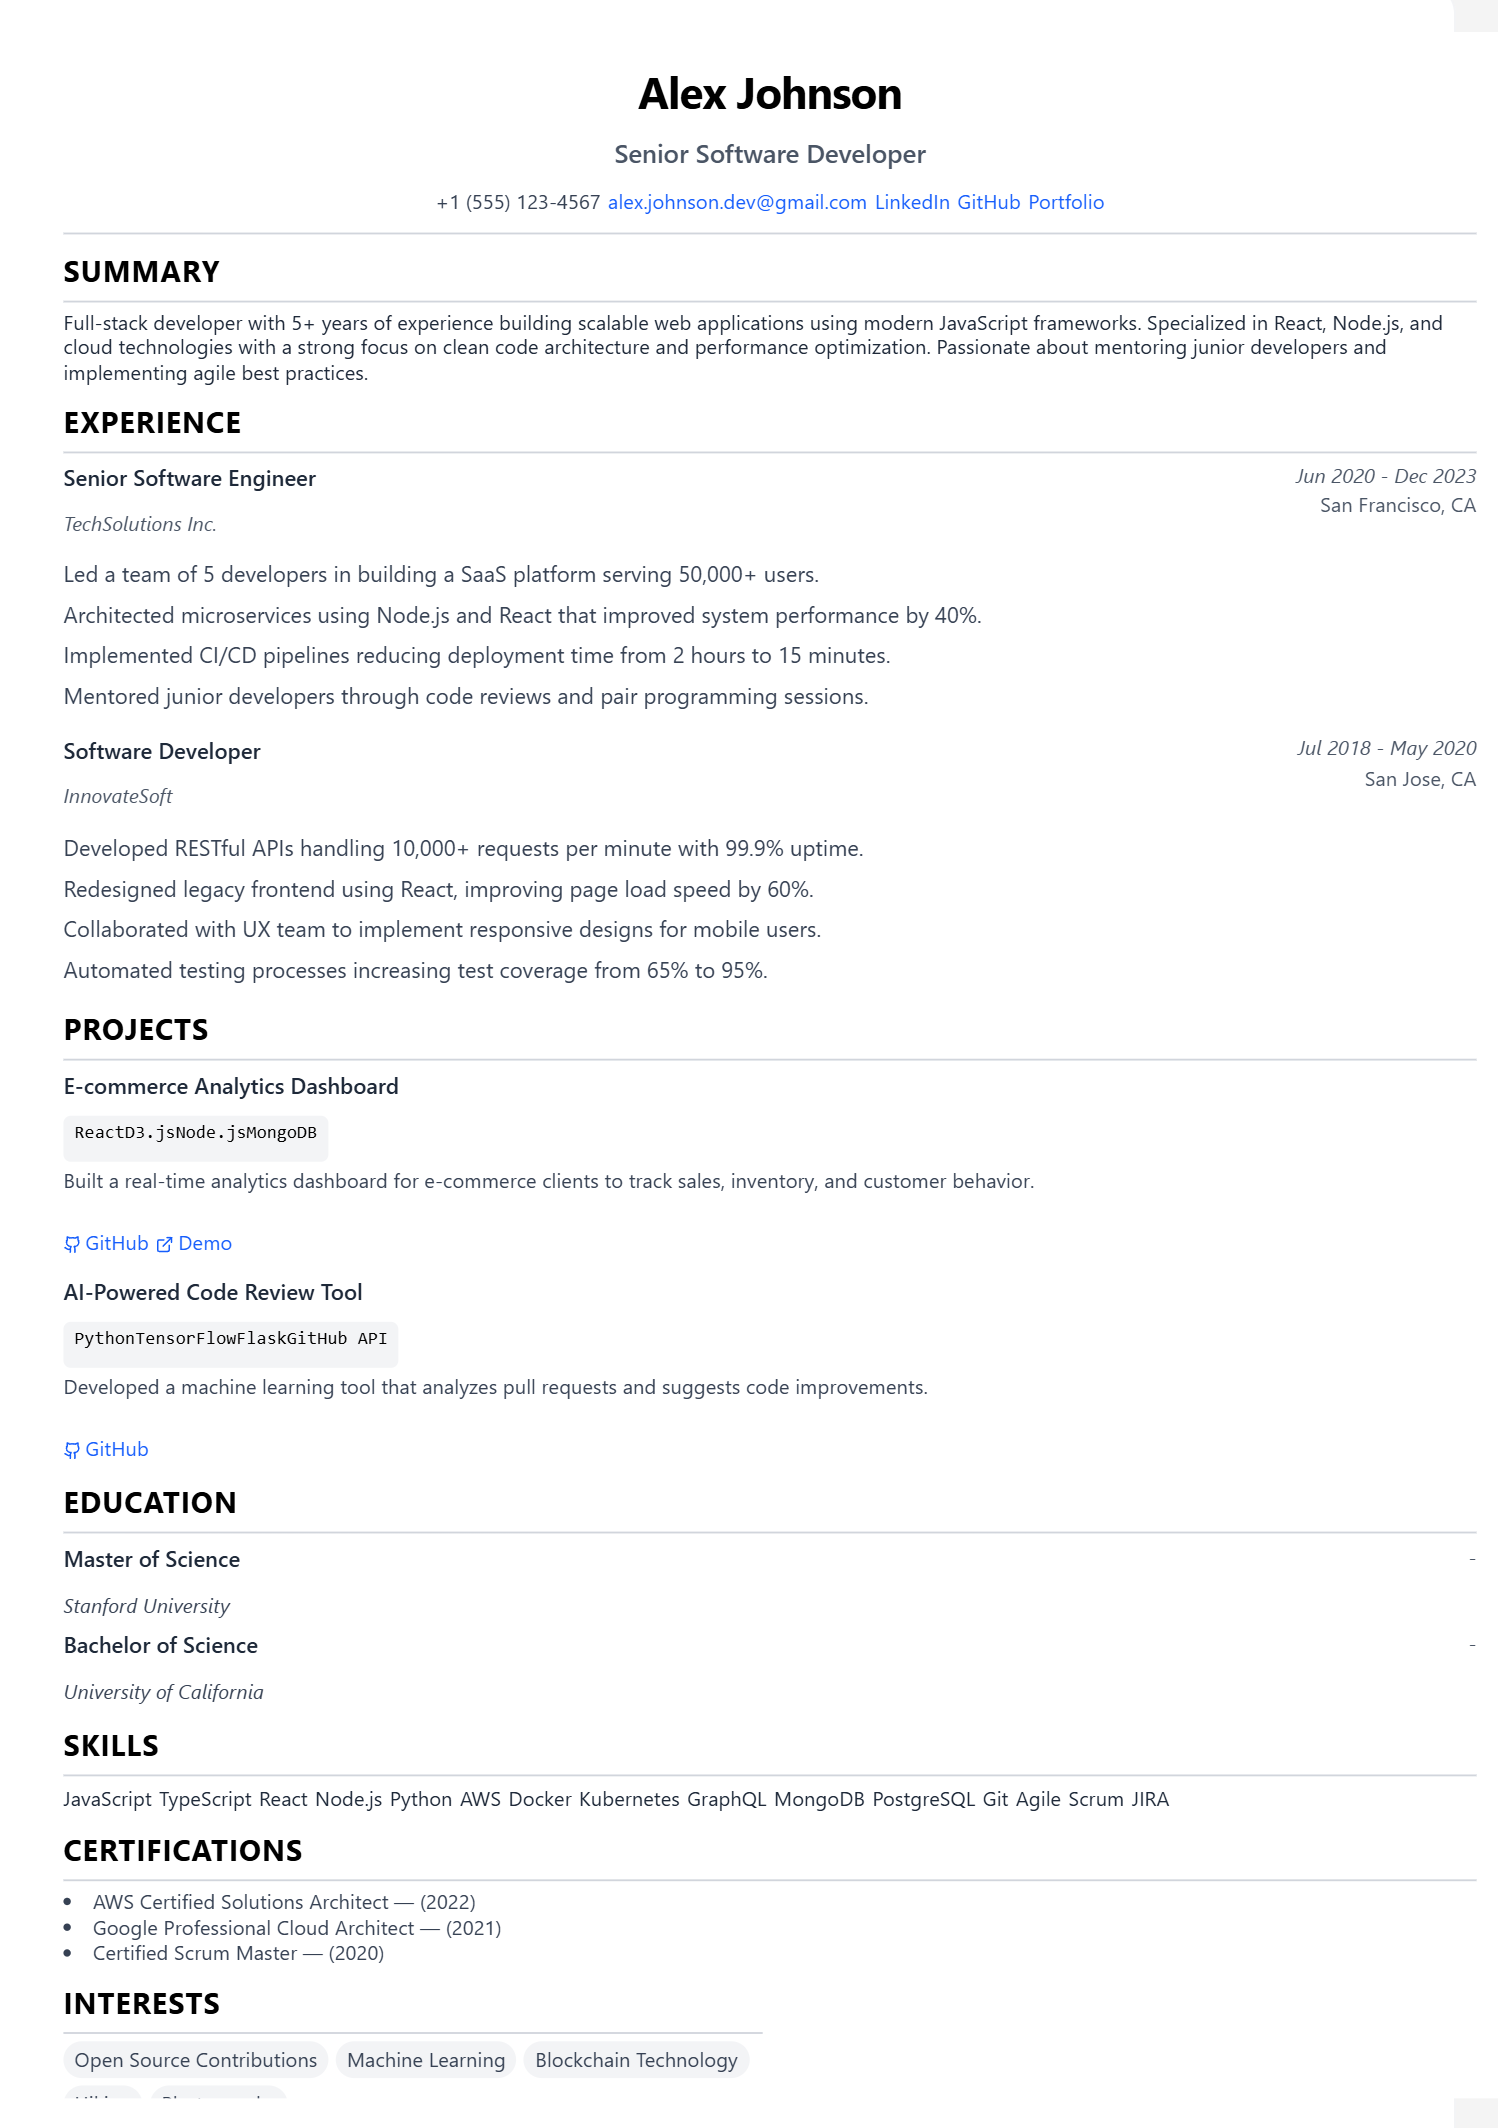 Alex Johnson
Senior Software Developer
+1 (555) 123-4567 alex.johnson.dev@gmail.com LinkedIn GitHub Portfolio
SUMMARY
Full-stack developer with 5+ years of experience building scalable web applications using modern JavaScript frameworks. Specialized in React, Node.js, and
cloud technologies with a strong focus on clean code architecture and performance optimization. Passionate about mentoring junior developers and
implementing agile best practices.
EXPERIENCE
Senior Software Engineer
Jun 2020 - Dec 2023
San Francisco, CA
TechSolutions Inc.
Led a team of 5 developers in building a SaaS platform serving 50,000+ users.
Architected microservices using Node.js and React that improved system performance by 40%.
Implemented CI/CD pipelines reducing deployment time from 2 hours to 15 minutes.
Mentored junior developers through code reviews and pair programming sessions.
Software Developer
Jul 2018 - May 2020
San Jose, CA
InnovateSoft
Developed RESTful APIs handling 10,000+ requests per minute with 99.9% uptime.
Redesigned legacy frontend using React, improving page load speed by 60%.
Collaborated with UX team to implement responsive designs for mobile users.
Automated testing processes increasing test coverage from 65% to 95%.
PROJECTS
E-commerce Analytics Dashboard
ReactD3.jsNode.jsMongoDB
Built a real-time analytics dashboard for e-commerce clients to track sales, inventory, and customer behavior.
GitHub Demo
AI-Powered Code Review Tool
PythonTensorFlowFlaskGitHub API
Developed a machine learning tool that analyzes pull requests and suggests code improvements.
GitHub
EDUCATION
Master of Science -
Stanford University
Bachelor of Science -
University of California
SKILLS
JavaScript TypeScript React Node.js Python AWS Docker Kubernetes GraphQL MongoDB PostgreSQL Git Agile Scrum JIRA
CERTIFICATIONS
• AWS Certified Solutions Architect — (2022)
• Google Professional Cloud Architect — (2021)
• Certified Scrum Master — (2020)
INTERESTS
Open Source Contributions Machine Learning Blockchain Technology